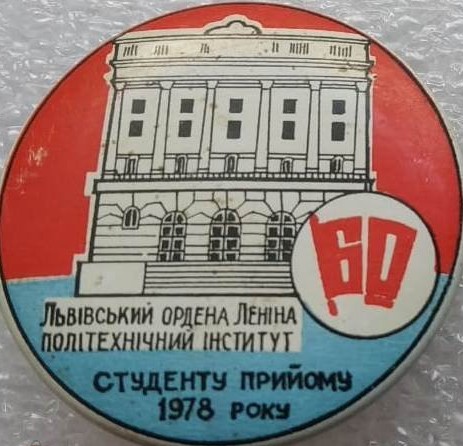 60
Львівський ордена Леніна
політехнічний інститут
студенту прийому
1978 року